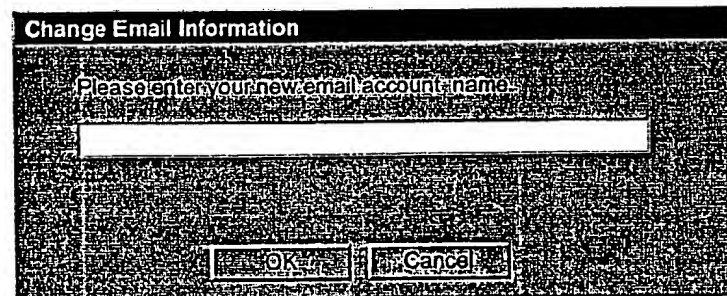 Change Email Information
Please enter your new email account name.
OK
Cancel